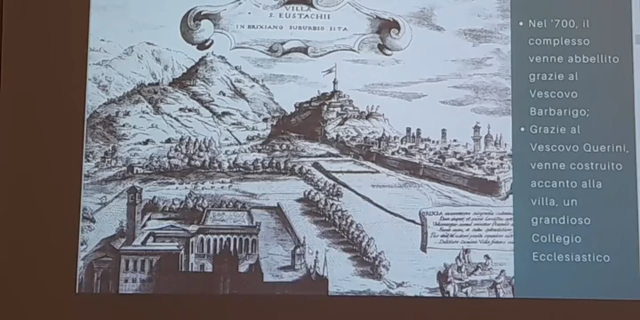 VILLA
S. EUSTACHII
IN BRIXIANO SUBURBIO SITA
• Nel '700, il
complesso
venne abbellito
grazie al
Vescovo
Barbarigo;
• Grazie al
Vescovo Querini,
venne costruito
accanto alla
villa, un
grandioso
Collegio
Ecclesiastico